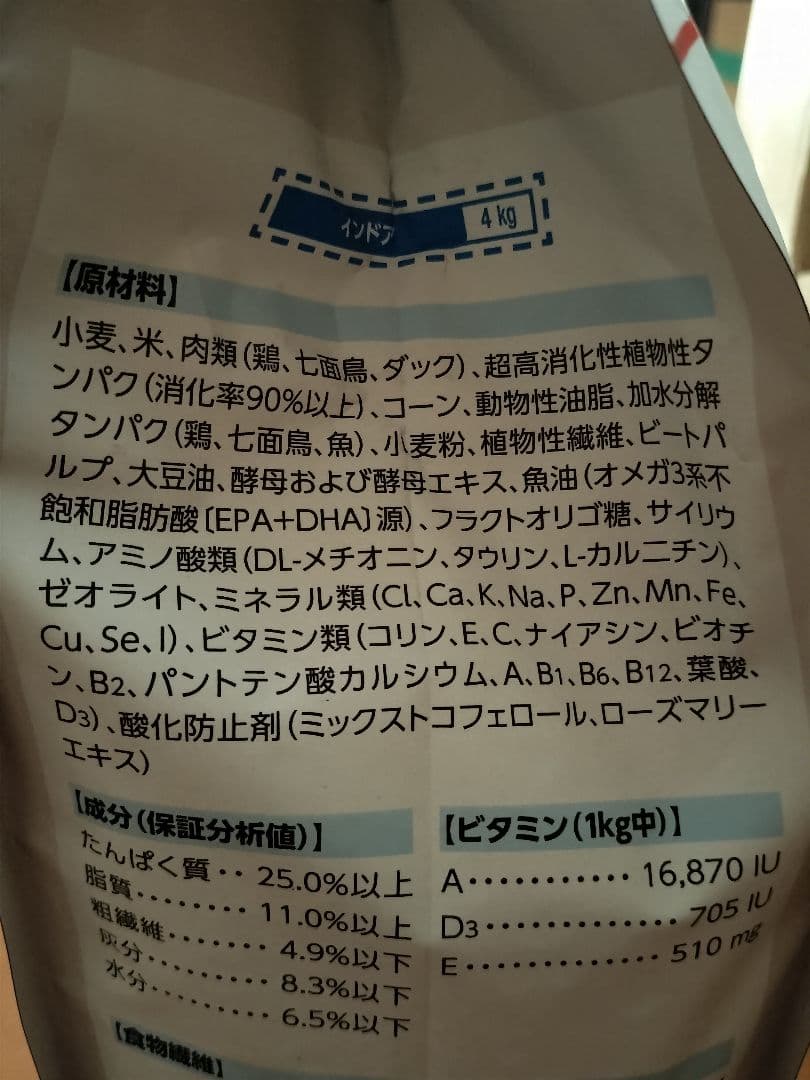 インドア 4kg
【原材料】
小麦、米、肉類(鶏、七面鳥、ダック)、超高消化性植物性タ
ンパク(消化率90%以上)、コーン、動物性油脂、加水分解
タンパク(鶏、七面鳥、魚)、小麦粉、植物性繊維、ビートパ
ルプ、大豆油、酵母および酵母エキス、魚油(オメガ3系不
飽和脂肪酸〔EPA+DHA〕源)、フラクトオリゴ糖、サイリウ
ム、アミノ酸類(DL-メチオニン、タウリン、L-カルニチン)、
ゼオライト、ミネラル類(Cl、Ca、K、Na、P、Zn、Mn、Fe、
Cu、Se、I)、ビタミン類(コリン、E、C、ナイアシン、ビオチ
ン、B2、パントテン酸カルシウム、A、B1、B6、B12、葉酸、
D3)、酸化防止剤(ミックストコフェロール、ローズマリー
エキス)
【成分(保証分析値)】
たんぱく質‥25.0%以上
脂質........11.0%以上
粗繊維.......4.9%以下
灰分.........8.3%以下
水分.........6.5%以下
【ビタミン(1kg中)】
A...........16,870 IU
D3.............705 IU
E.............510 mg
【食物繊維】